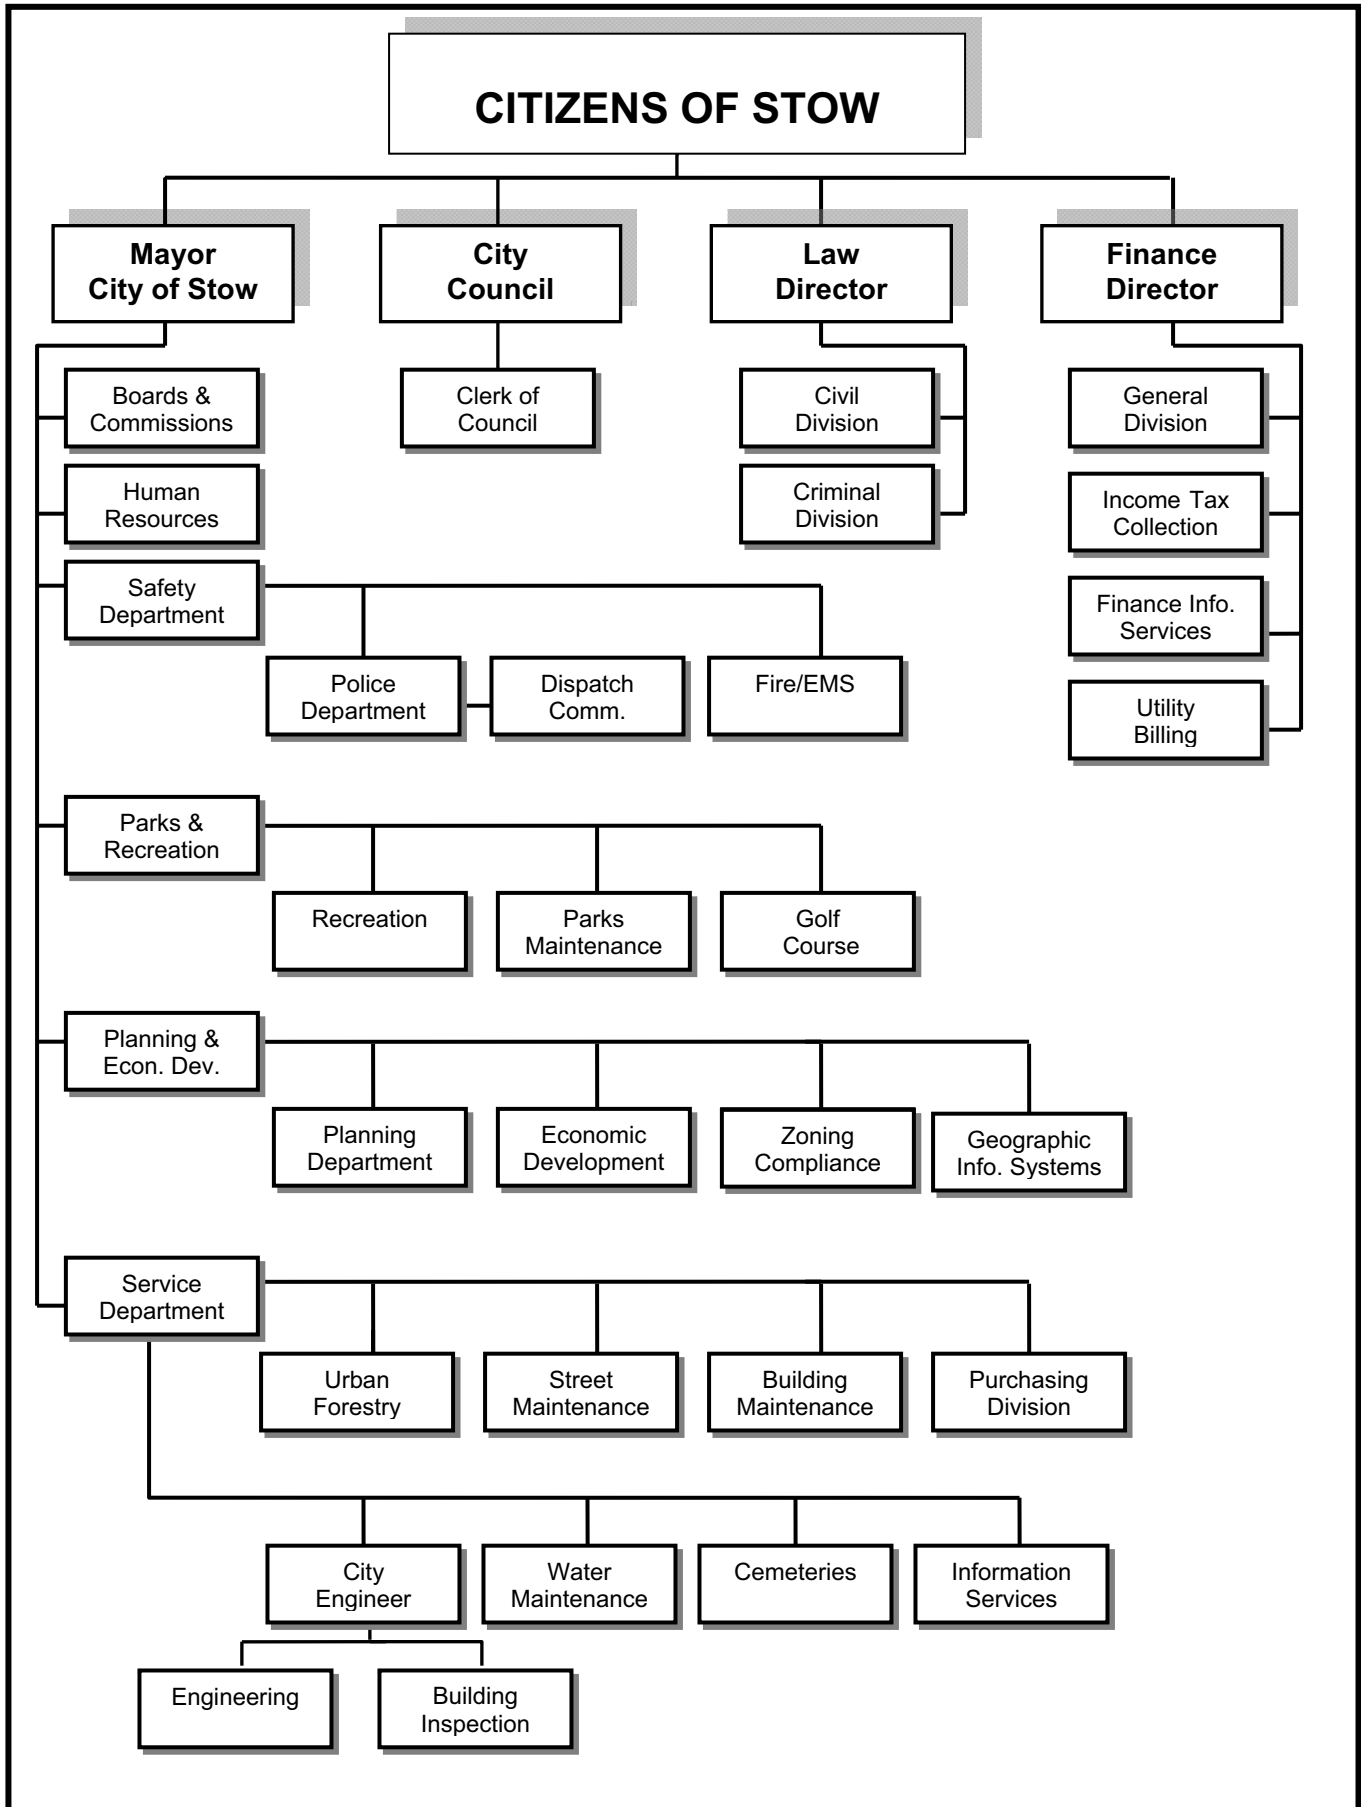 CITIZENS OF STOW
Mayor
City of Stow
City
Council
Law
Director
Finance
Director
Boards &
Commissions
Clerk of
Council
Civil
Division
General
Division
Human
Resources
Criminal
Division
Income Tax
Collection
Safety
Department
Finance Info.
Services
Police
Department
Dispatch
Comm.
Fire/EMS
Utility
Billing
Parks &
Recreation
Recreation
Parks
Maintenance
Golf
Course
Planning &
Econ. Dev.
Planning
Department
Economic
Development
Zoning
Compliance
Geographic
Info. Systems
Service
Department
Urban
Forestry
Street
Maintenance
Building
Maintenance
Purchasing
Division
City
Engineer
Water
Maintenance
Cemeteries
Information
Services
Engineering
Building
Inspection